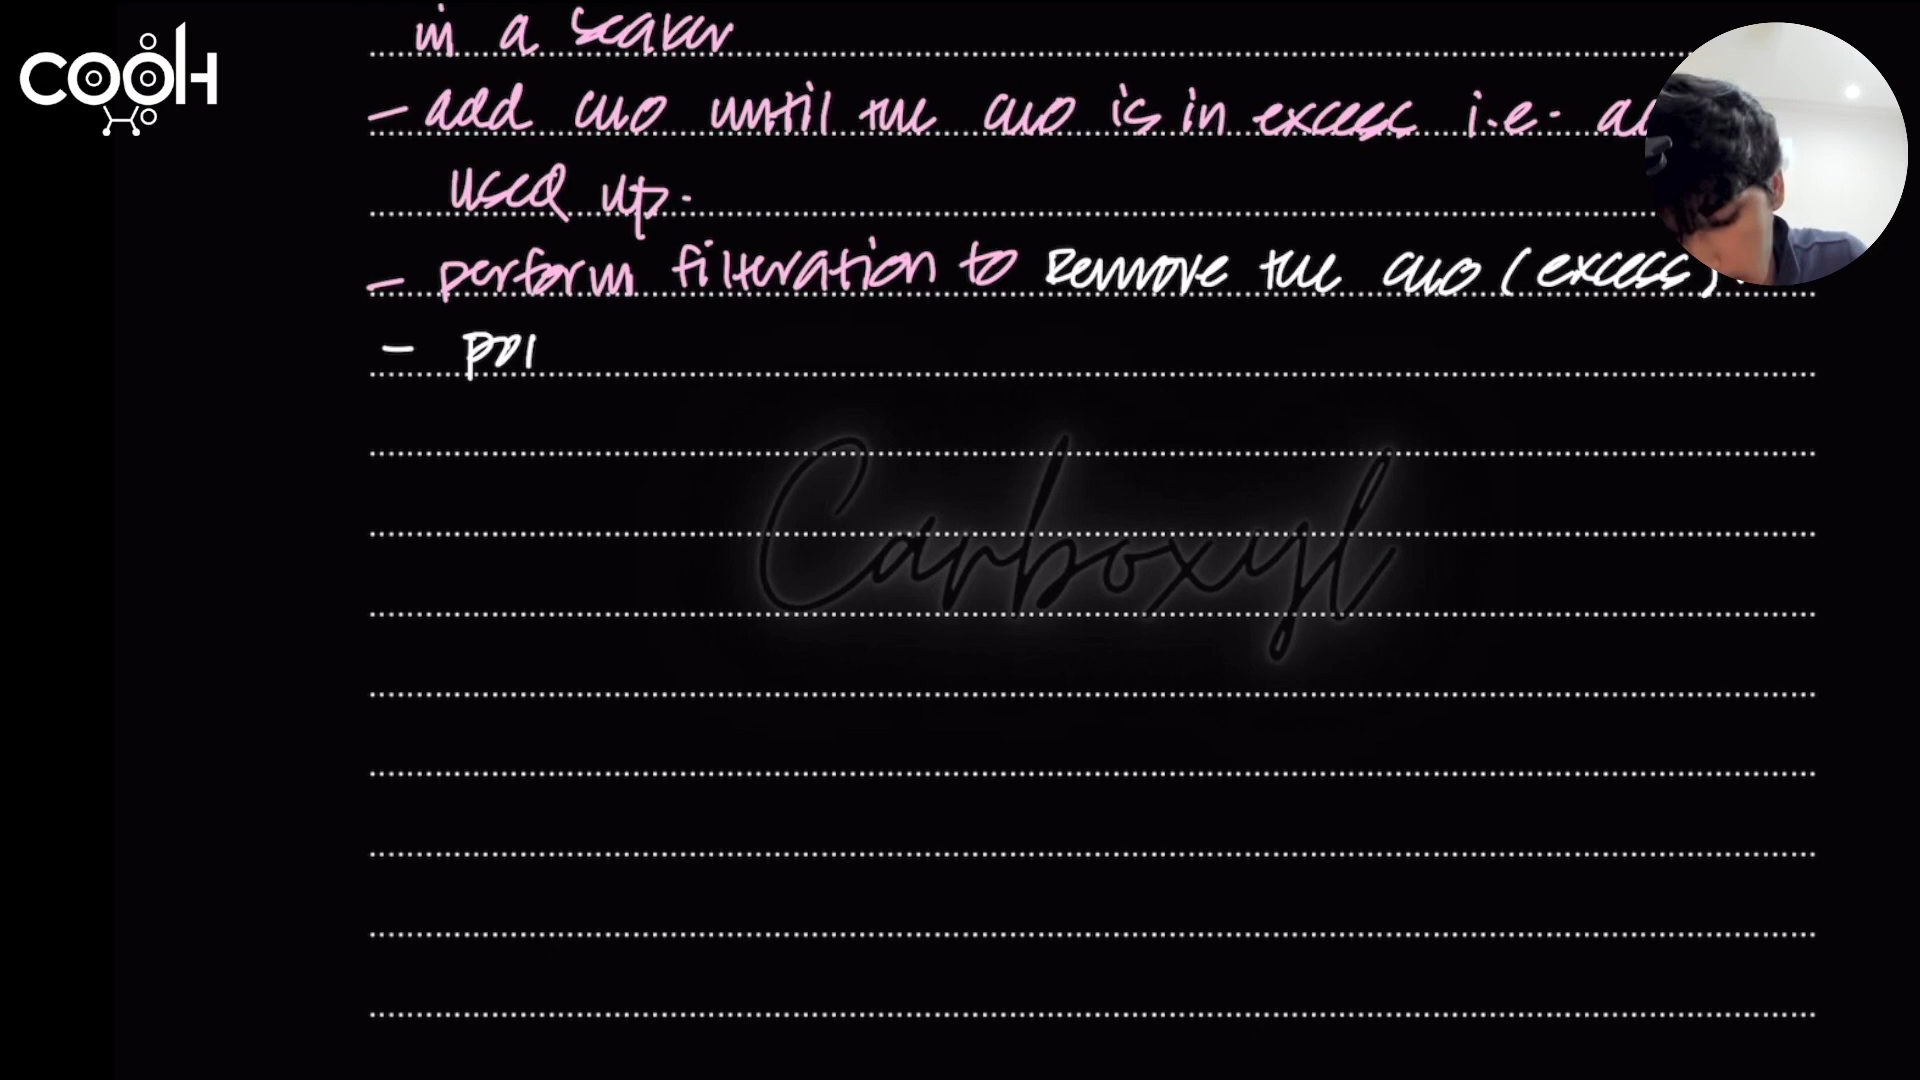 COOH
in a beaker
- add CuO until the CuO is in excess i.e.
used up.
- perform filteration to remove the CuO (excess)
- pou
Carboxyl